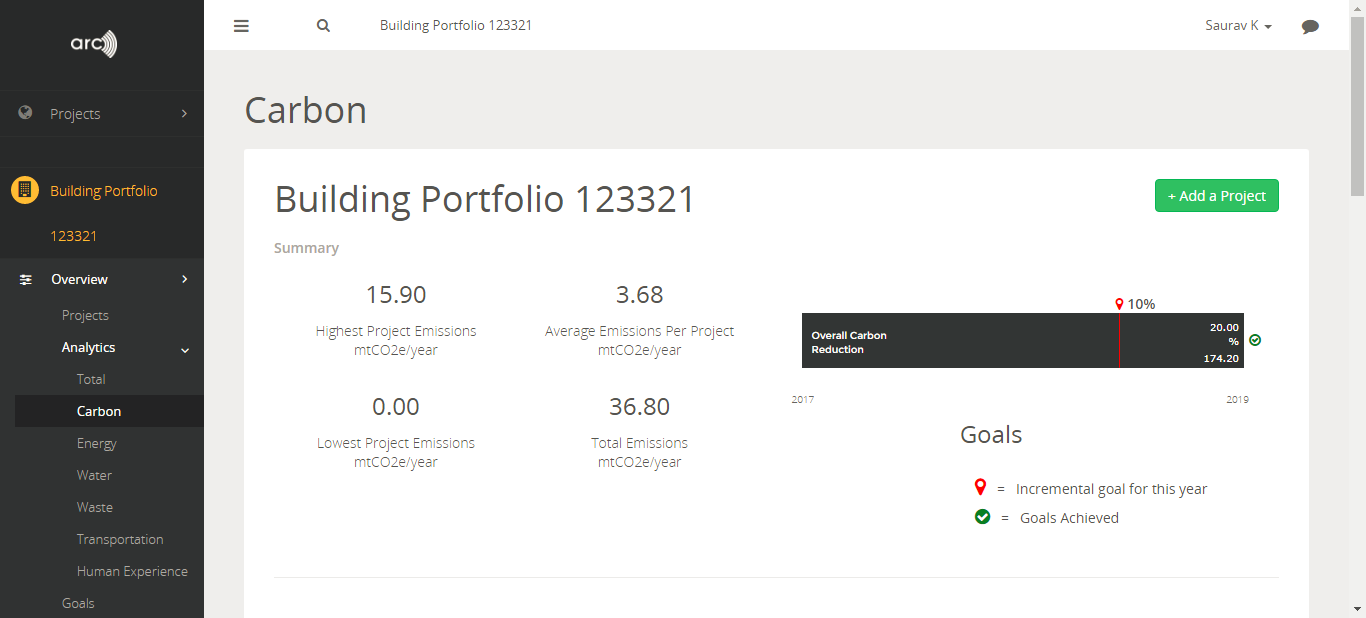 arc
Building Portfolio 123321
Saurav K
Projects
Building Portfolio
123321
Overview
Projects
Analytics
Total
Carbon
Energy
Water
Waste
Transportation
Human Experience
Goals
Carbon
Building Portfolio 123321
+ Add a Project
Summary
15.90
Highest Project Emissions
mtCO2e/year
3.68
Average Emissions Per Project
mtCO2e/year
0.00
Lowest Project Emissions
mtCO2e/year
36.80
Total Emissions
mtCO2e/year
10%
Overall Carbon
Reduction
20.00
%
174.20
2017
2019
Goals
= Incremental goal for this year
= Goals Achieved